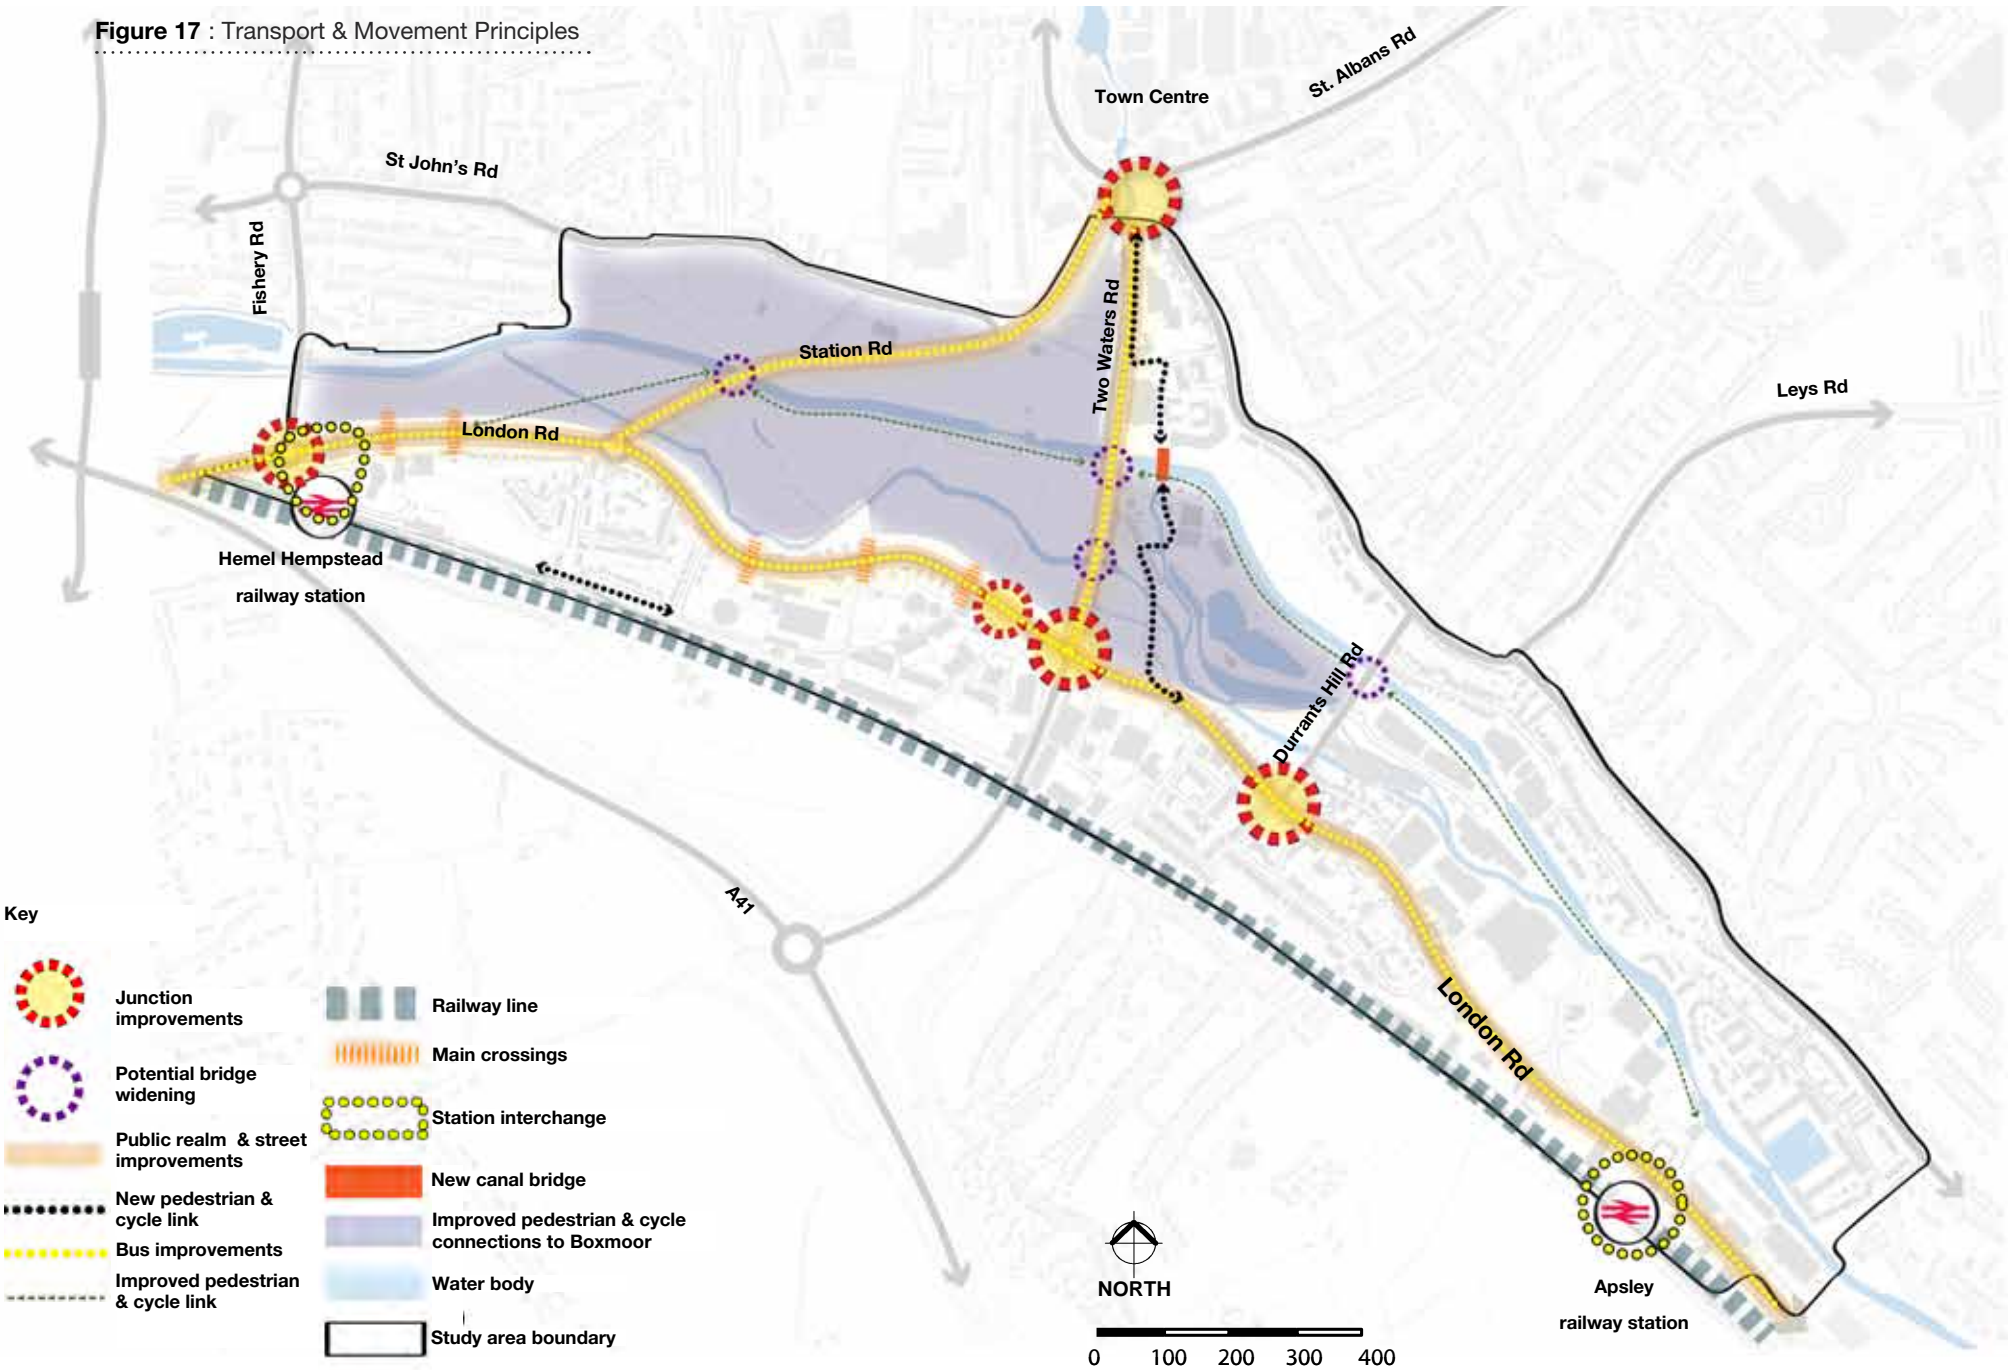 Figure 17 : Transport & Movement Principles
St. Albans Rd
Town Centre
St John's Rd
Fishery Rd
Station Rd
Two Waters Rd
Leys Rd
London Rd
Hemel Hempstead
railway station
Durrants Hill Rd
A41
London Rd
Key
Junction
improvements
Potential bridge
widening
Public realm & street
improvements
New pedestrian &
cycle link
Bus improvements
Improved pedestrian
& cycle link
Railway line
Main crossings
Station interchange
New canal bridge
Improved pedestrian & cycle
connections to Boxmoor
Water body
Study area boundary
NORTH
0 100 200 300 400
Apsley
railway station